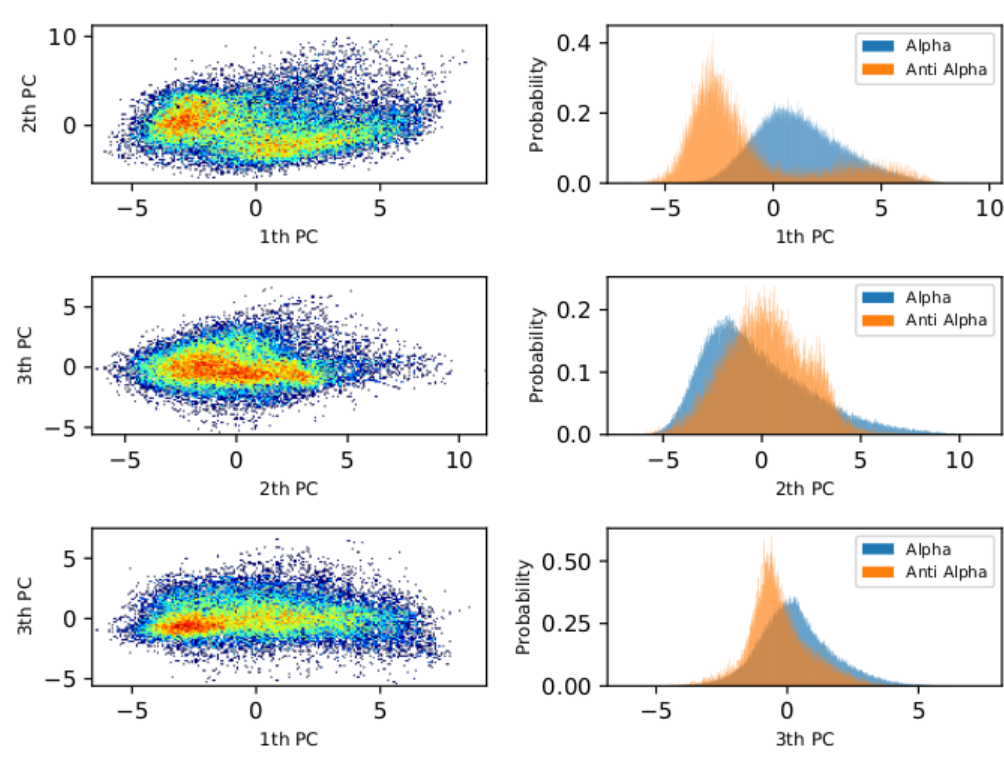 2th PC
10
0
−5 0 5
1th PC
Probability
0.4
0.2
0.0
Alpha
Anti Alpha
−5 0 5 10
1th PC
3th PC
5
0
−5
−5 0 5 10
2th PC
Probability
0.2
0.1
0.0
Alpha
Anti Alpha
−5 0 5 10
2th PC
3th PC
5
0
−5
−5 0 5
1th PC
Probability
0.50
0.25
0.00
Alpha
Anti Alpha
−5 0 5
3th PC